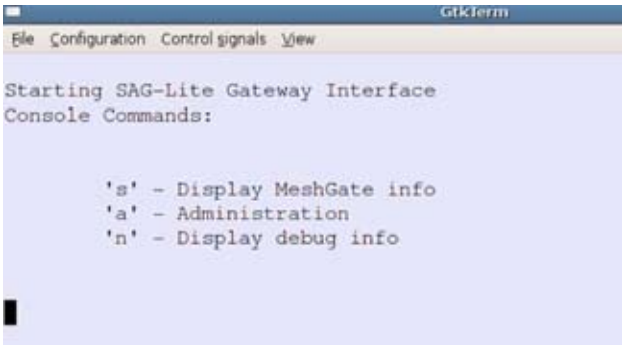 GtkTerm
File Configuration Control signals View
Starting SAG-Lite Gateway Interface
Console Commands:
's' - Display MeshGate info
'a' - Administration
'n' - Display debug info